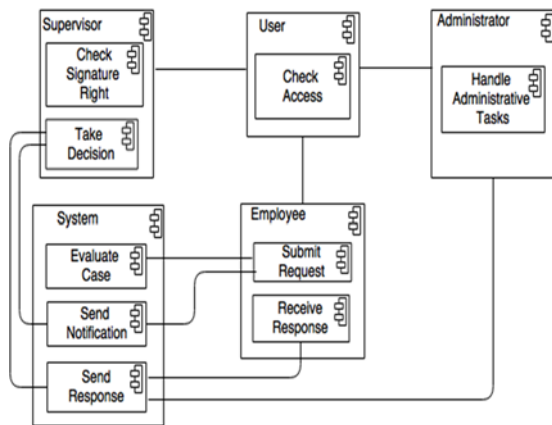 Supervisor
Check
Signature
Right
Take
Decision
User
Check
Access
Administrator
Handle
Administrative
Tasks
System
Evaluate
Case
Send
Notification
Send
Response
Employee
Submit
Request
Receive
Response